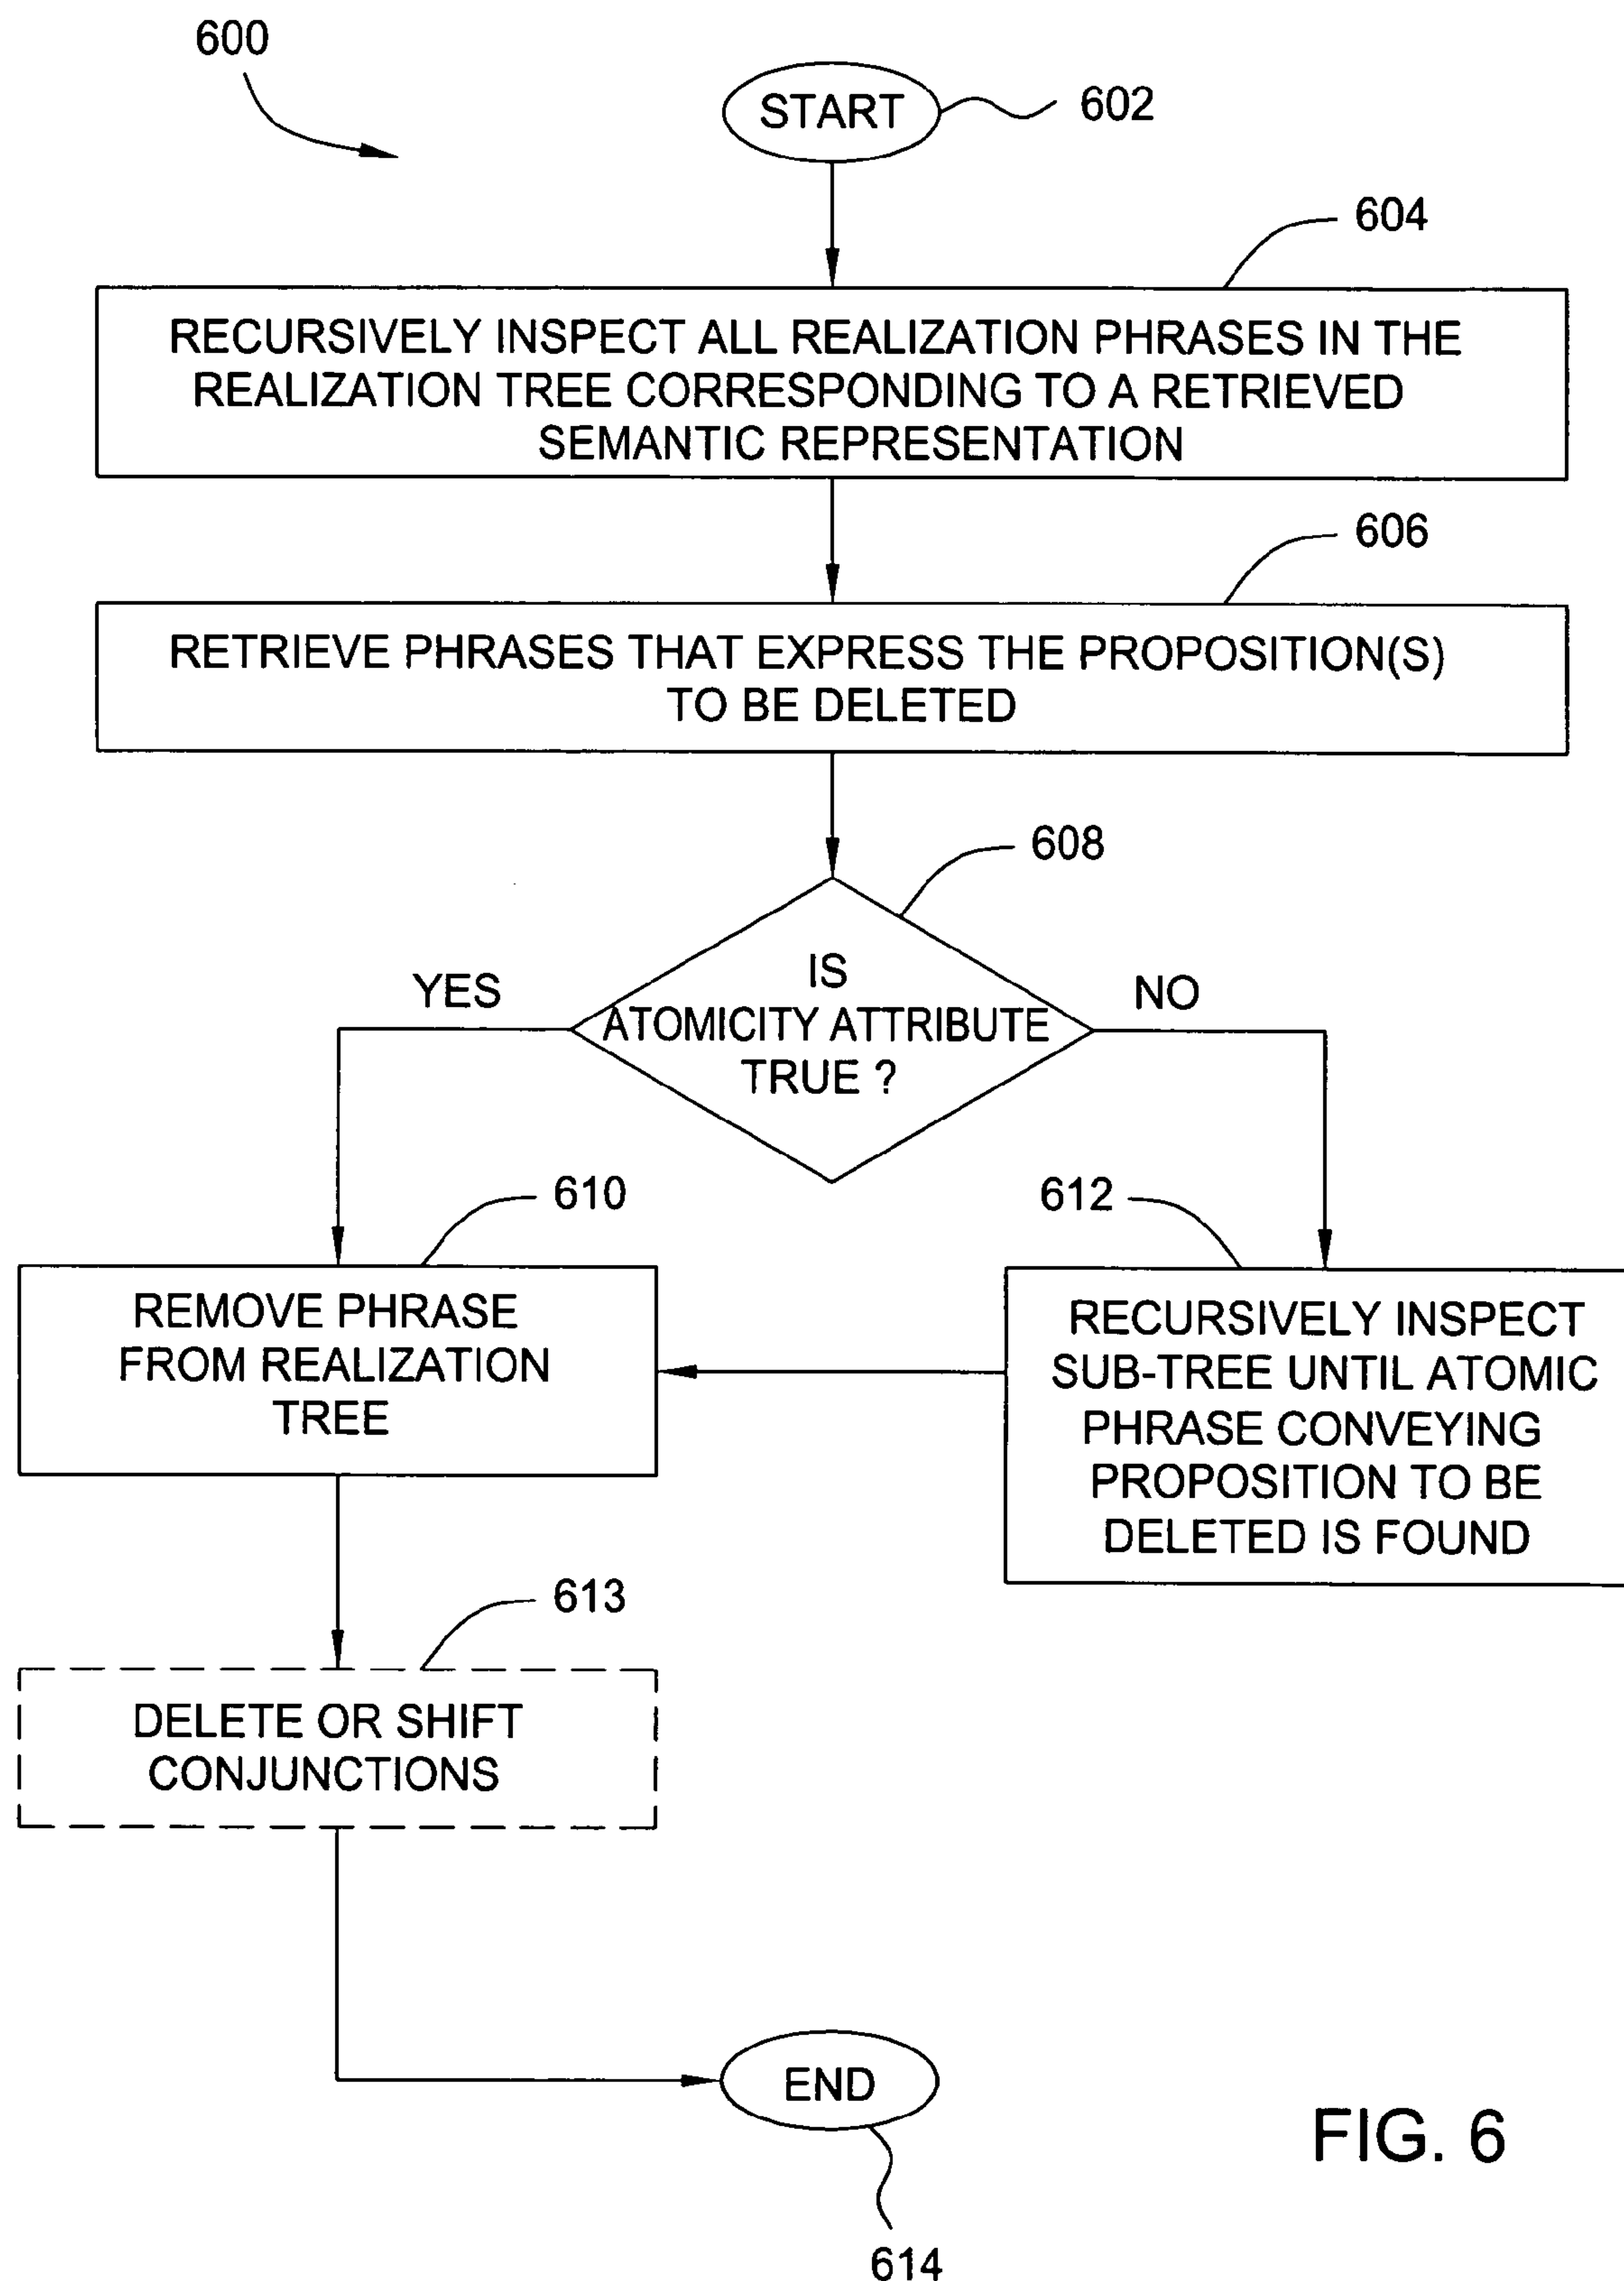 600
START
602
604
RECURSIVELY INSPECT ALL REALIZATION PHRASES IN THE
REALIZATION TREE CORRESPONDING TO A RETRIEVED
SEMANTIC REPRESENTATION
606
RETRIEVE PHRASES THAT EXPRESS THE PROPOSITION(S)
TO BE DELETED
608
IS
ATOMICITY ATTRIBUTE
TRUE ?
YES
NO
610
REMOVE PHRASE
FROM REALIZATION
TREE
612
RECURSIVELY INSPECT
SUB-TREE UNTIL ATOMIC
PHRASE CONVEYING
PROPOSITION TO BE
DELETED IS FOUND
613
DELETE OR SHIFT
CONJUNCTIONS
END
614
FIG. 6